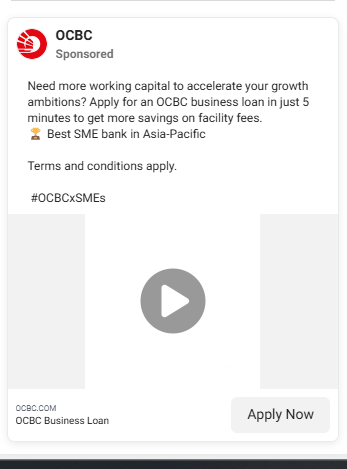 OCBC
Sponsored
Need more working capital to accelerate your growth
ambitions? Apply for an OCBC business loan in just 5
minutes to get more savings on facility fees.
🏆 Best SME bank in Asia-Pacific
Terms and conditions apply.
#OCBCxSMEs
OCBC.COM
OCBC Business Loan
Apply Now